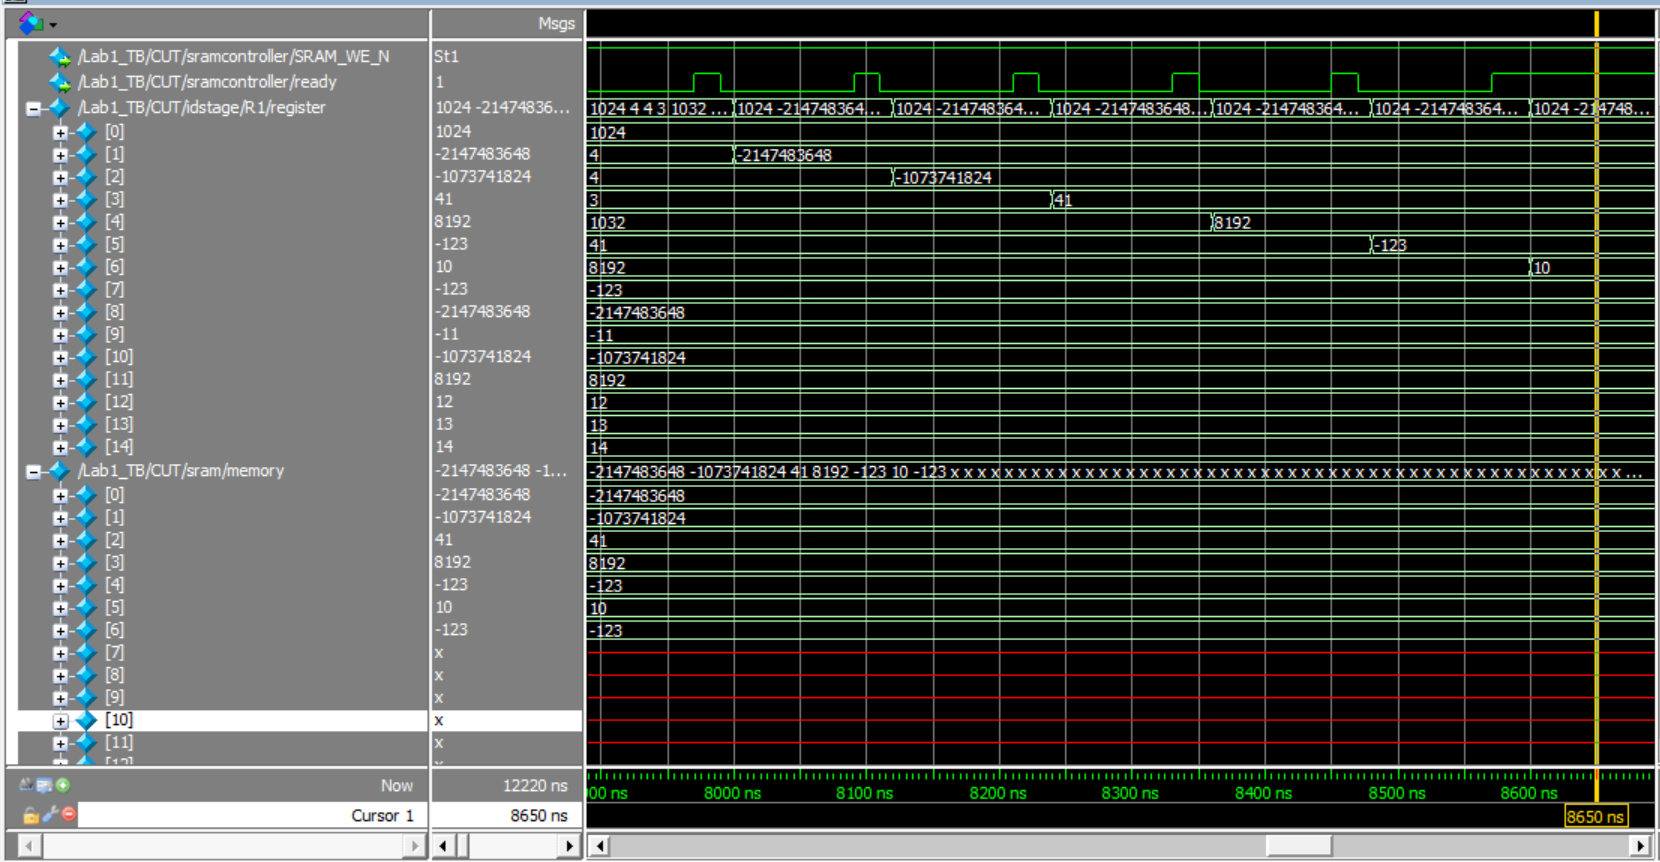 Msgs
/Lab1_TB/CUT/sramcontroller/SRAM_WE_N St1
/Lab1_TB/CUT/sramcontroller/ready 1
/Lab1_TB/CUT/idstage/R1/register 1024 -21474836... 1024 4 4 3 1032 ... 1024 -214748364... 1024 -214748364... 1024 -2147483648... 1024 -214748364... 1024 -214748364... 1024 -214748...
[0] 1024 1024
[1] -2147483648 4 -2147483648
[2] -1073741824 4 -1073741824
[3] 41 3 41
[4] 8192 1032 8192
[5] -123 41 -123
[6] 10 8192 10
[7] -123 -123
[8] -2147483648 -2147483648
[9] -11 -11
[10] -1073741824 -1073741824
[11] 8192 8192
[12] 12 12
[13] 13 13
[14] 14 14
/Lab1_TB/CUT/sram/memory -2147483648 -1... -2147483648 -1073741824 41 8192 -123 10 -123 x x x x x x x x x x x x x x x x x x x x x x x x x x x x x x x x x x x x x x x x x x x x x x x x x x ...
[0] -2147483648 -2147483648
[1] -1073741824 -1073741824
[2] 41 41
[3] 8192 8192
[4] -123 -123
[5] 10 10
[6] -123 -123
[7] x
[8] x
[9] x
[10] x
[11] x
[12] x
Now 12220 ns 00 ns 8000 ns 8100 ns 8200 ns 8300 ns 8400 ns 8500 ns 8600 ns
Cursor 1 8650 ns 8650 ns